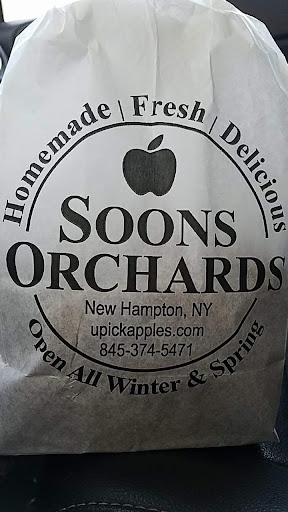 Homemade | Fresh | Delicious
SOONS
ORCHARDS
New Hampton, NY
upickapples.com
845-374-5471
Open All Winter & Spring